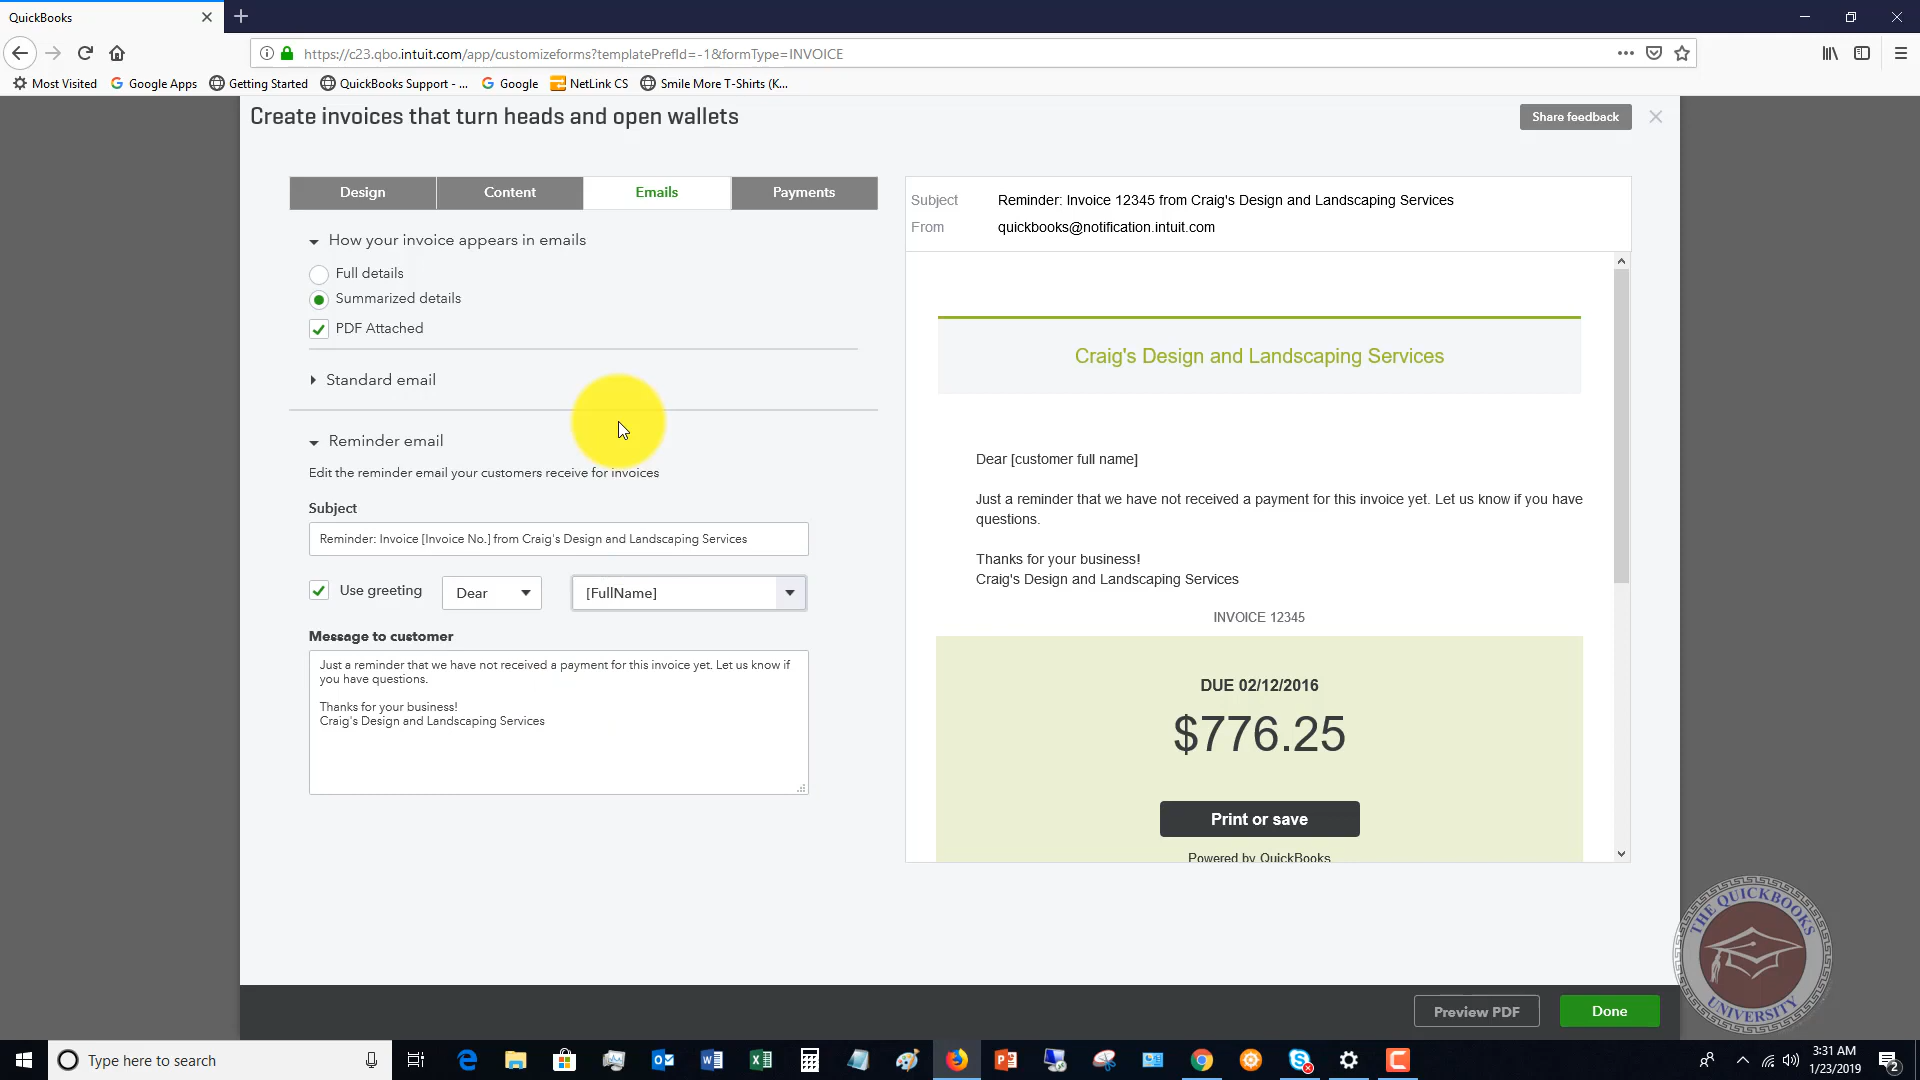 QuickBooks
https://c23.qbo.intuit.com/app/customizeforms?templatePrefId=-1&formType=INVOICE
Most Visited
Google Apps
Getting Started
QuickBooks Support - ...
Google
NetLink CS
Smile More T-Shirts (K...
Create invoices that turn heads and open wallets
Share feedback
Design
Content
Emails
Payments
How your invoice appears in emails
Full details
Summarized details
PDF Attached
Standard email
Reminder email
Edit the reminder email your customers receive for invoices
Subject
Reminder: Invoice [Invoice No.] from Craig's Design and Landscaping Services
Use greeting
Dear
[FullName]
Message to customer
Just a reminder that we have not received a payment for this invoice yet. Let us know if
you have questions.
Thanks for your business!
Craig's Design and Landscaping Services
Subject
Reminder: Invoice 12345 from Craig's Design and Landscaping Services
From
quickbooks@notification.intuit.com
Craig's Design and Landscaping Services
Dear [customer full name]
Just a reminder that we have not received a payment for this invoice yet. Let us know if you have
questions.
Thanks for your business!
Craig's Design and Landscaping Services
INVOICE 12345
DUE 02/12/2016
$776.25
Print or save
Powered by QuickBooks
Preview PDF
Done
THE QUICKBOOKS
UNIVERSITY
Type here to search
3:31 AM
1/23/2019
2